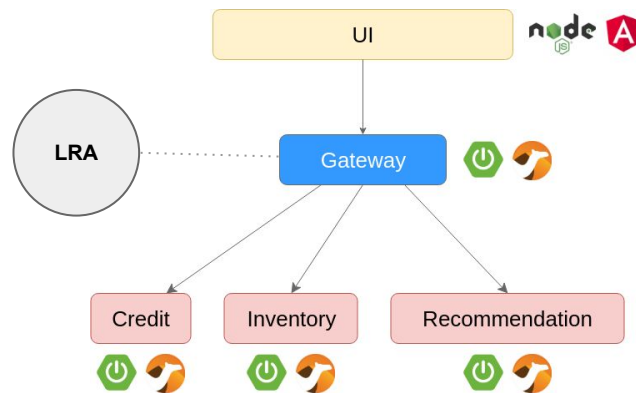 UI
node
JS
A
LRA
Gateway
Credit
Inventory
Recommendation